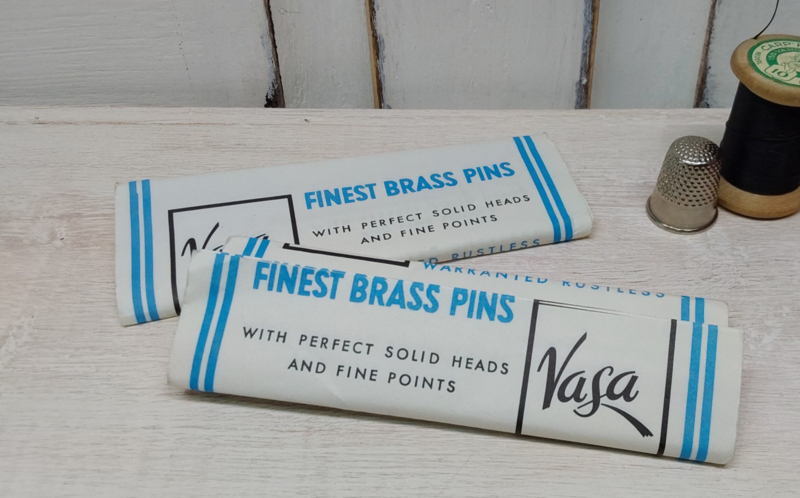 FINEST BRASS PINS
WITH PERFECT SOLID HEADS
AND FINE POINTS
RUSTLESS
WARRANTED RUSTLESS
FINEST BRASS PINS
WITH PERFECT SOLID HEADS
AND FINE POINTS
Vasa